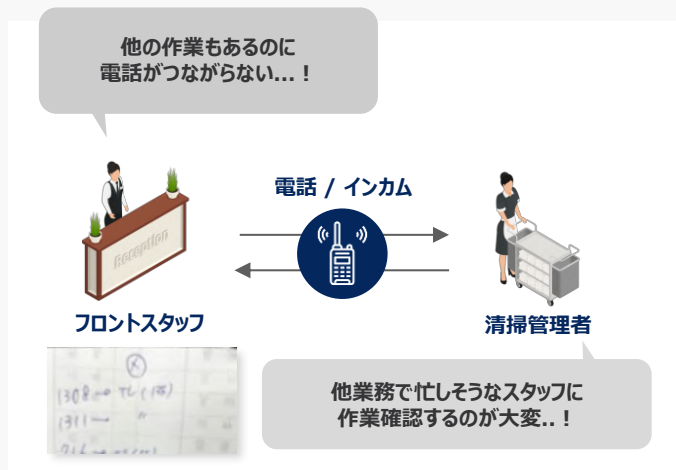 他の作業もあるのに
電話がつながらない...！
電話 / インカム
Reception
フロントスタッフ
清掃管理者
1308
1311
他業務で忙しそうなスタッフに
作業確認するのが大変..！